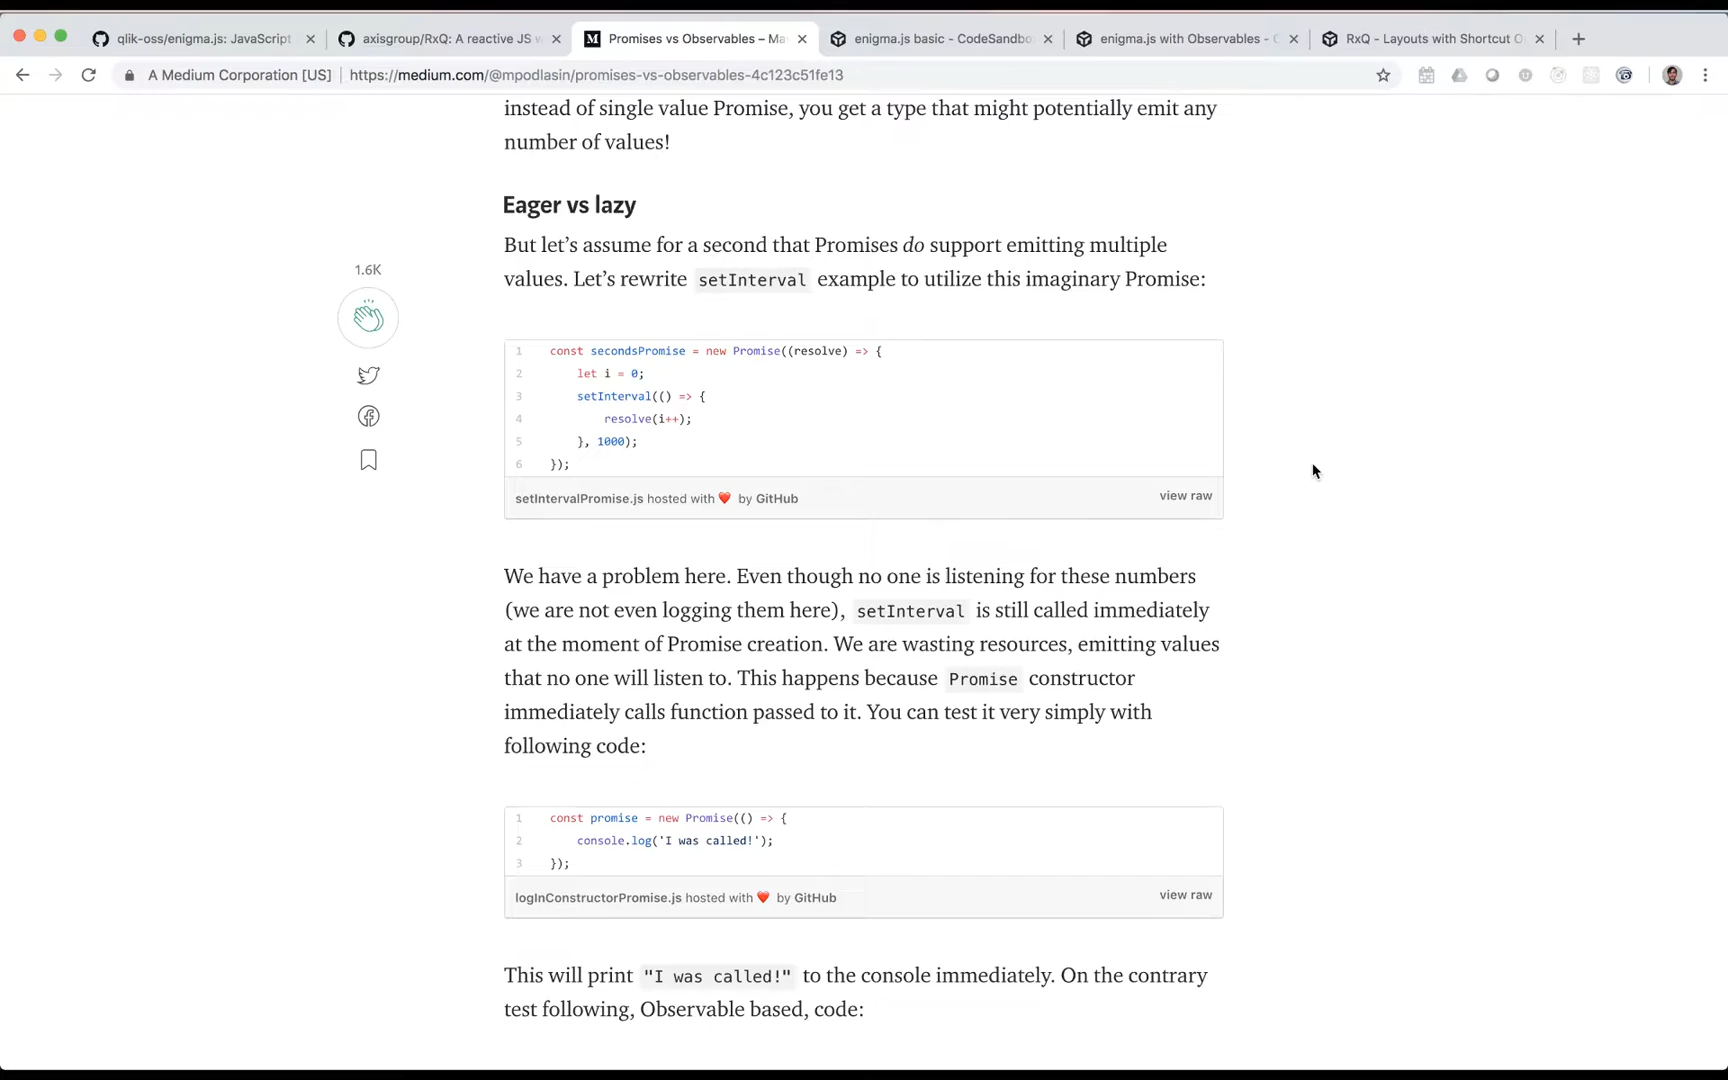 qlik-oss/enigma.js: JavaScript
axisgroup/RxQ: A reactive JS w
Promises vs Observables – Ma
enigma.js basic - CodeSandbo
enigma.js with Observables - C
RxQ - Layouts with Shortcut O
A Medium Corporation [US] https://medium.com/@mpodlasin/promises-vs-observables-4c123c51fe13
instead of single value Promise, you get a type that might potentially emit any
number of values!
Eager vs lazy
But let’s assume for a second that Promises do support emitting multiple
values. Let’s rewrite setInterval example to utilize this imaginary Promise:
1.6K
1 const secondsPromise = new Promise((resolve) => {
2 let i = 0;
3 setInterval(() => {
4 resolve(i++);
5 }, 1000);
6 });
setIntervalPromise.js hosted with ❤ by GitHub view raw
We have a problem here. Even though no one is listening for these numbers
(we are not even logging them here), setInterval is still called immediately
at the moment of Promise creation. We are wasting resources, emitting values
that no one will listen to. This happens because Promise constructor
immediately calls function passed to it. You can test it very simply with
following code:
1 const promise = new Promise(() => {
2 console.log('I was called!');
3 });
logInConstructorPromise.js hosted with ❤ by GitHub view raw
This will print "I was called!" to the console immediately. On the contrary
test following, Observable based, code: